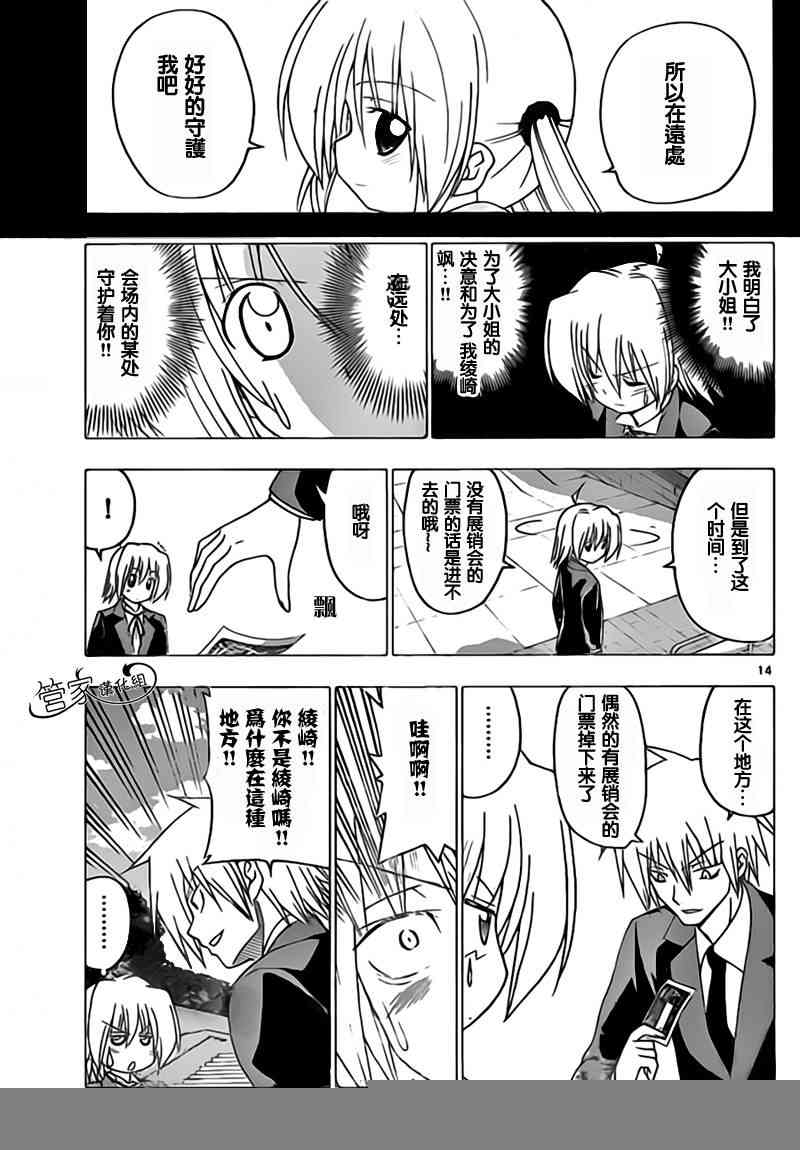 所以在遠處
好好的守護
我吧
我明白了
大小姐!!
为了大小姐的
决意和为了我绫崎
飒…!!
在远处…
会场内的某处
守护着你!!
但是到了这
个时间…
没有展销会的
门票的话是进不
去的哦~~
哦呀
飘
!
14
管家漢化組
在这个地方…
偶然的有展销会的
门票掉下来了
………
哇啊啊!!
綾崎!!
你不是綾崎嗎!!
爲什麼在這種
地方!!
………